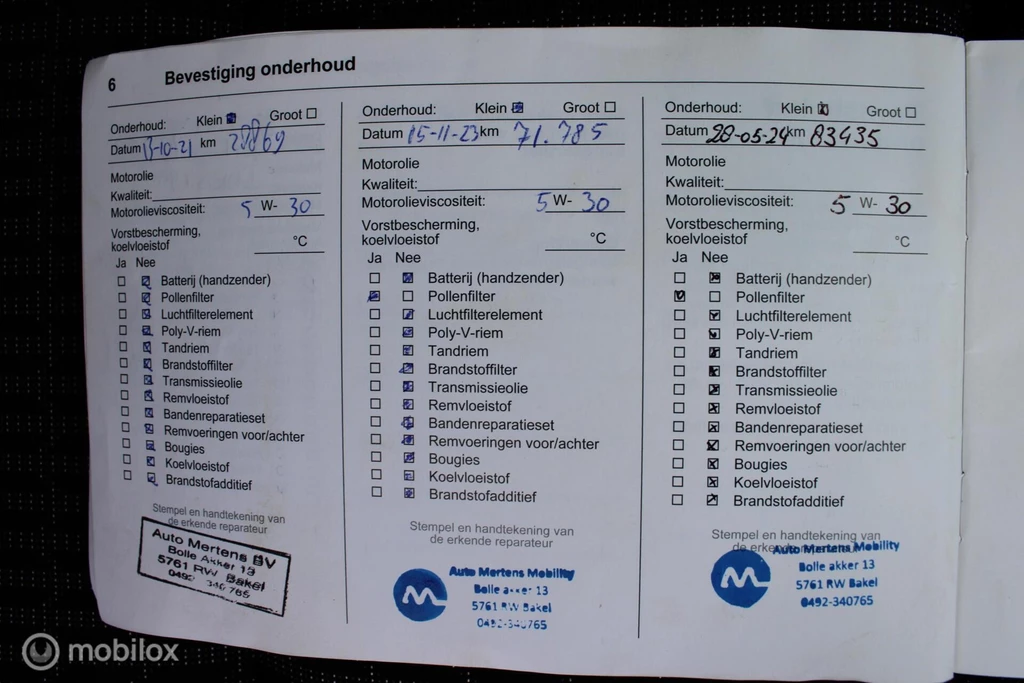 6 Bevestiging onderhoud
Onderhoud: Klein Groot
Datum 13-10-21 km 28869
Motorolie
Kwaliteit:
Motorolieviscositeit: 5 W- 30
Vorstbescherming,
koelvloeistof °C
Ja Nee
Batterij (handzender)
Pollenfilter
Luchtfilterelement
Poly-V-riem
Tandriem
Brandstoffilter
Transmissieolie
Remvloeistof
Bandenreparatieset
Remvoeringen voor/achter
Bougies
Koelvloeistof
Brandstofadditief
Stempel en handtekening van
de erkende reparateur
Auto Mertens BV
Bolle Akker 13
5761 RW Bakel
0492 340 765
Onderhoud: Klein Groot
Datum 15-11-23 km 71.785
Motorolie
Kwaliteit:
Motorolieviscositeit: 5 W- 30
Vorstbescherming,
koelvloeistof °C
Ja Nee
Batterij (handzender)
Pollenfilter
Luchtfilterelement
Poly-V-riem
Tandriem
Brandstoffilter
Transmissieolie
Remvloeistof
Bandenreparatieset
Remvoeringen voor/achter
Bougies
Koelvloeistof
Brandstofadditief
Stempel en handtekening van
de erkende reparateur
Auto Mertens Mobility
Bolle akker 13
5761 RW Bakel
0492-340765
Onderhoud: Klein Groot
Datum 28-05-24 km 83435
Motorolie
Kwaliteit:
Motorolieviscositeit: 5 W- 30
Vorstbescherming,
koelvloeistof °C
Ja Nee
Batterij (handzender)
Pollenfilter
Luchtfilterelement
Poly-V-riem
Tandriem
Brandstoffilter
Transmissieolie
Remvloeistof
Bandenreparatieset
Remvoeringen voor/achter
Bougies
Koelvloeistof
Brandstofadditief
Stempel en handtekening van
Auto Mertens Mobility
Bolle akker 13
5761 RW Bakel
0492-340765
mobilox